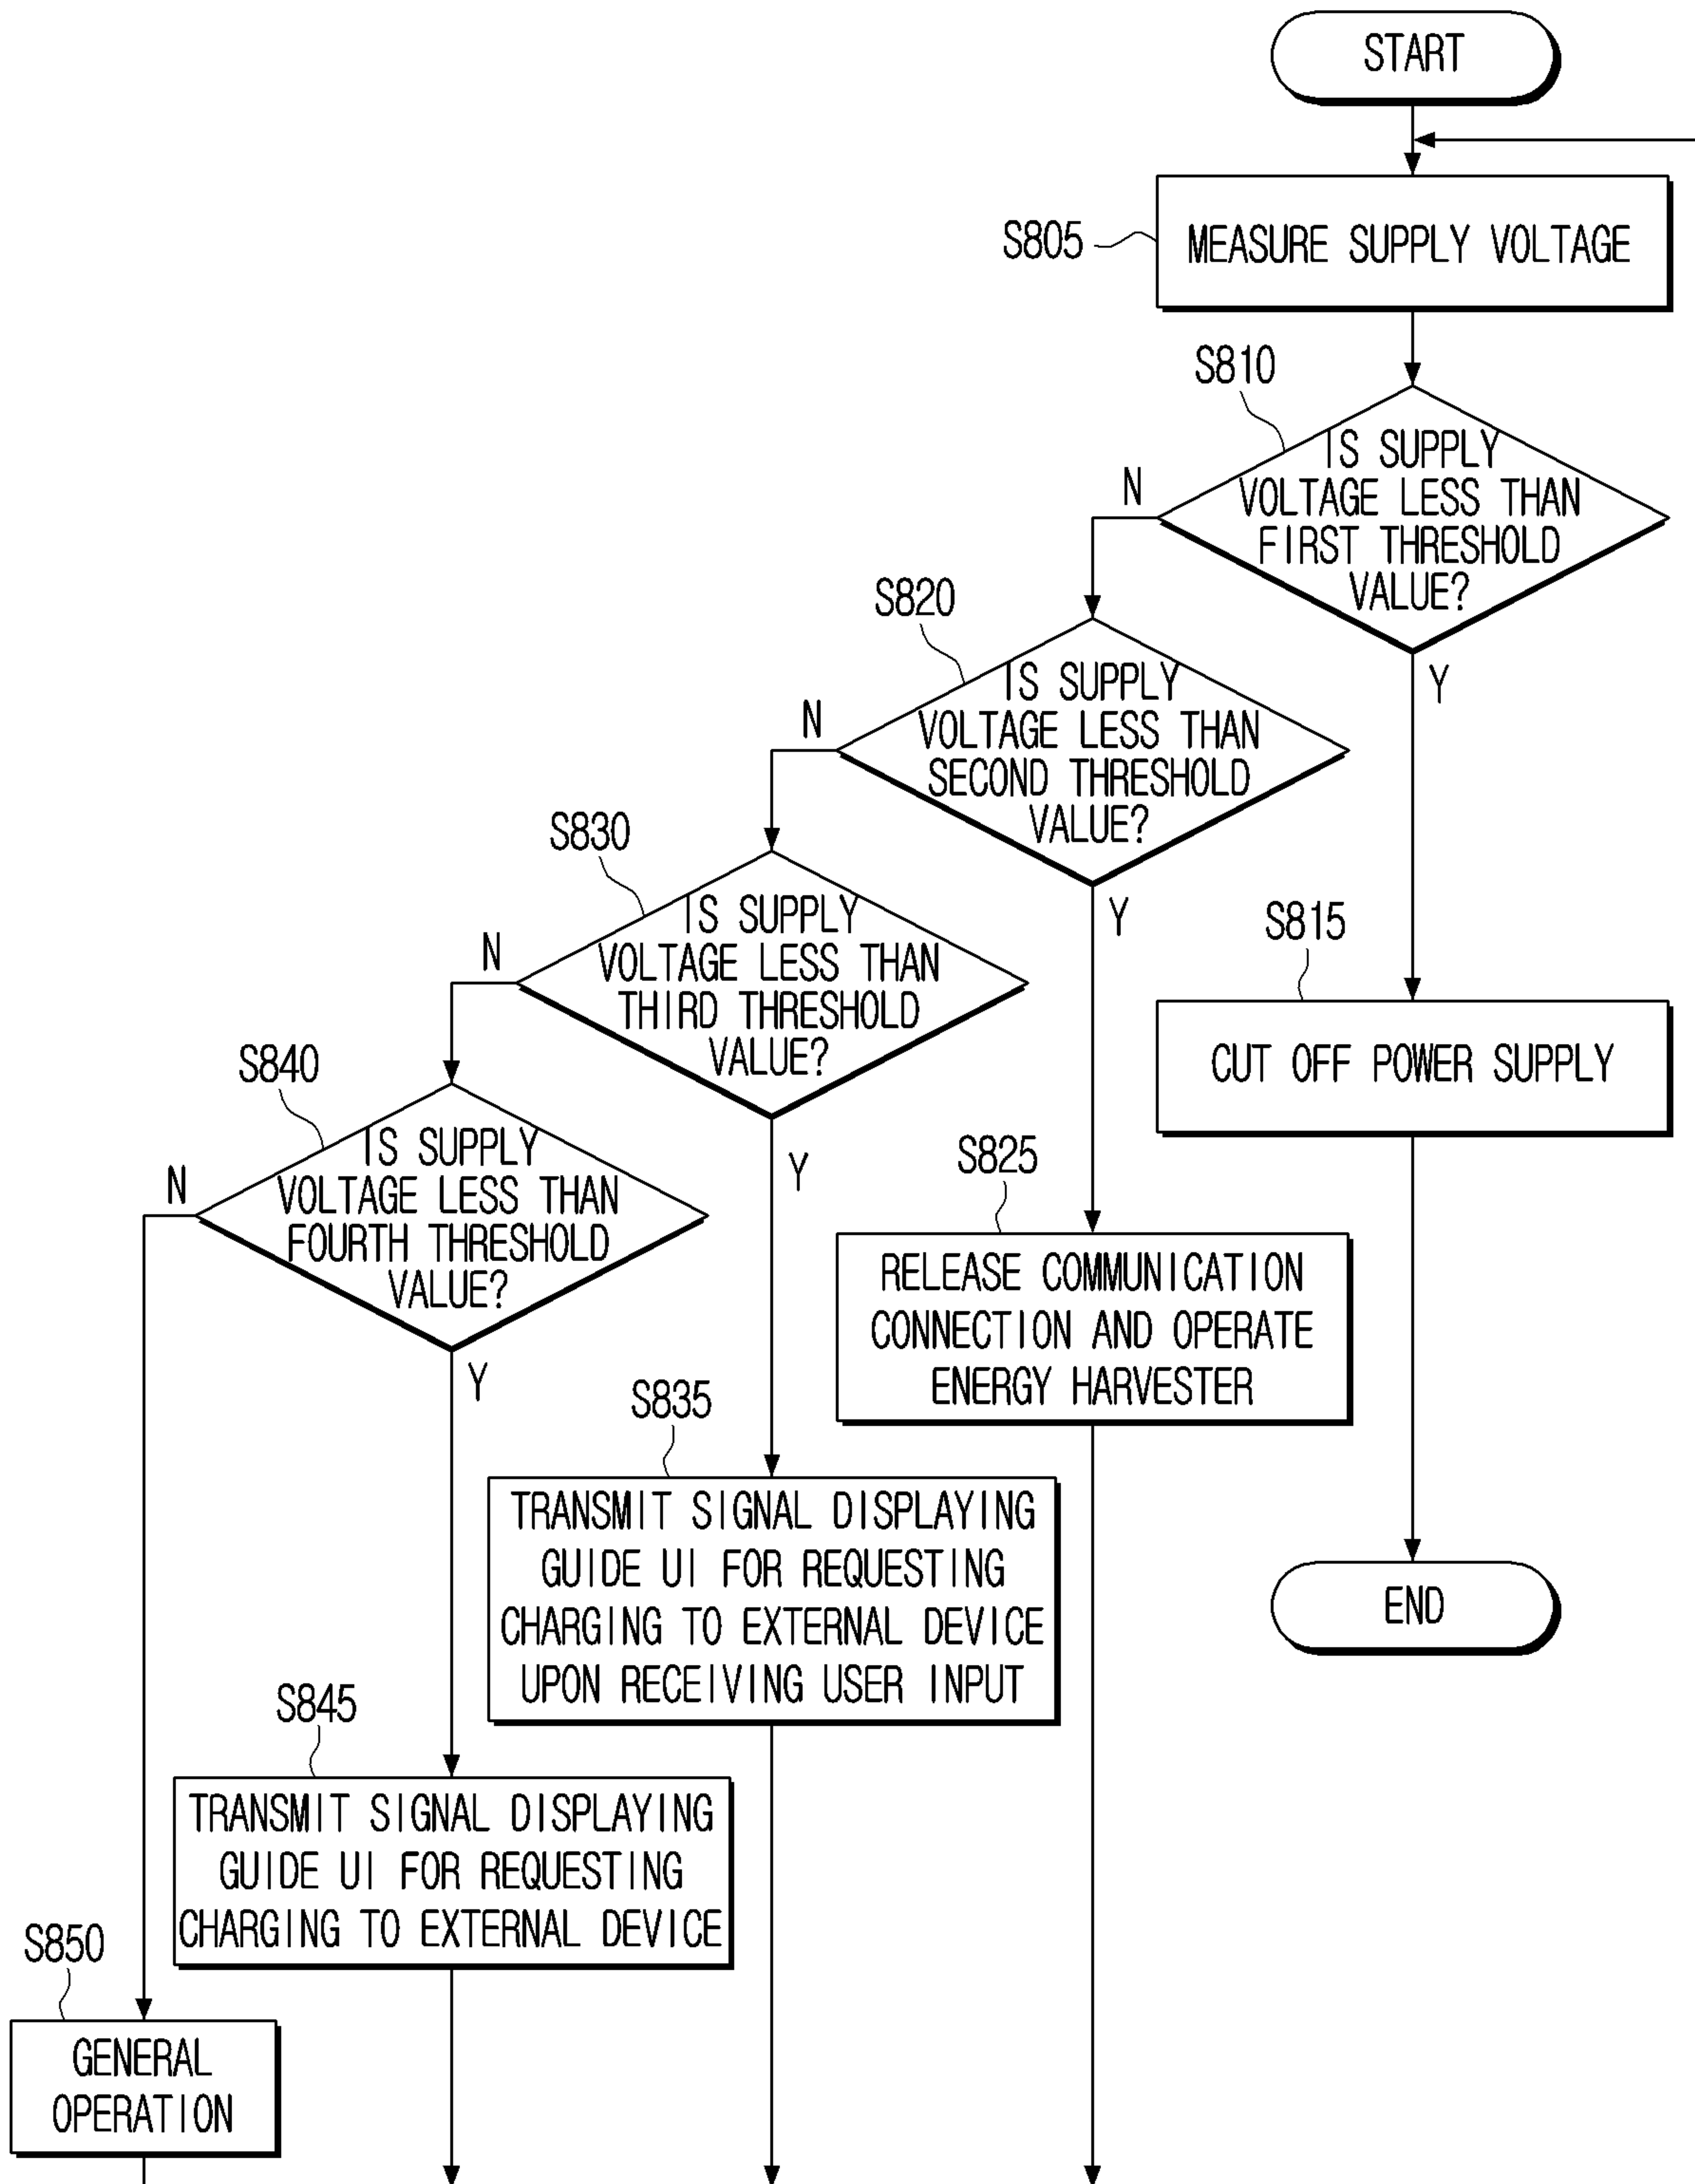 START
S805
MEASURE SUPPLY VOLTAGE
S810
IS SUPPLY
VOLTAGE LESS THAN
FIRST THRESHOLD
VALUE?
N
Y
S820
IS SUPPLY
VOLTAGE LESS THAN
SECOND THRESHOLD
VALUE?
N
Y
S830
IS SUPPLY
VOLTAGE LESS THAN
THIRD THRESHOLD
VALUE?
N
Y
S815
CUT OFF POWER SUPPLY
S840
IS SUPPLY
VOLTAGE LESS THAN
FOURTH THRESHOLD
VALUE?
N
Y
S825
RELEASE COMMUNICATION
CONNECTION AND OPERATE
ENERGY HARVESTER
S835
TRANSMIT SIGNAL DISPLAYING
GUIDE UI FOR REQUESTING
CHARGING TO EXTERNAL DEVICE
UPON RECEIVING USER INPUT
END
S845
TRANSMIT SIGNAL DISPLAYING
GUIDE UI FOR REQUESTING
CHARGING TO EXTERNAL DEVICE
S850
GENERAL
OPERATION